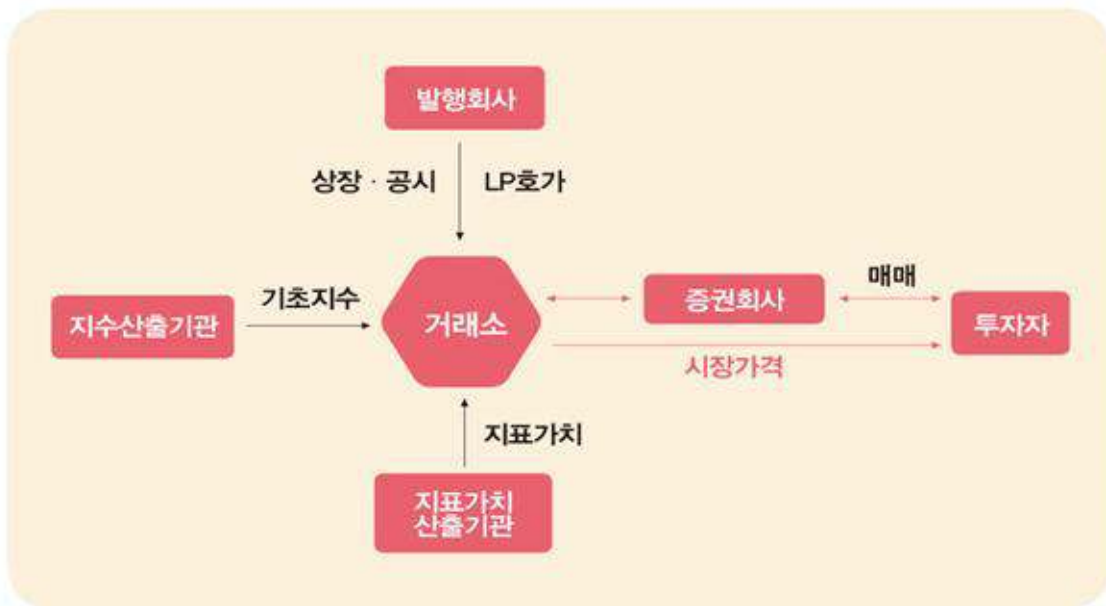 발행회사
상장 · 공시
LP호가
지수산출기관
기초지수
거래소
증권회사
매매
투자자
시장가격
지표가치
지표가치
산출기관